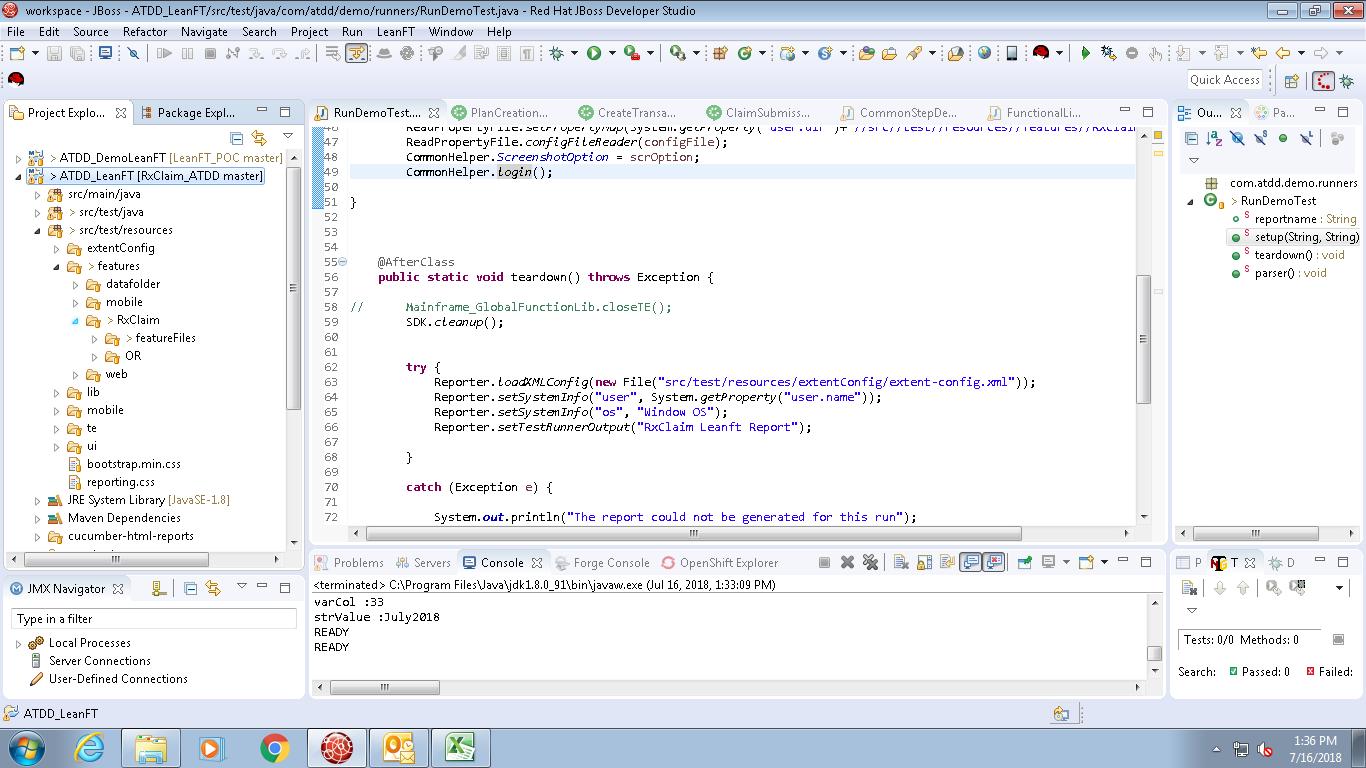 workspace - JBoss - ATDD_LeanFT/src/test/java/com/atdd/demo/runners/RunDemoTest.java - Red Hat JBoss Developer Studio
File Edit Source Refactor Navigate Search Project Run LeanFT Window Help
Quick Access
Project Explo...
Package Expl...
> ATDD_DemoLeanFT [LeanFT_POC master]
> ATDD_LeanFT [RxClaim_ATDD master]
src/main/java
> src/test/java
> src/test/resources
extentConfig
> features
datafolder
mobile
> RxClaim
> featureFiles
OR
web
lib
mobile
te
ui
bootstrap.min.css
reporting.css
JRE System Library [JavaSE-1.8]
Maven Dependencies
cucumber-html-reports
JMX Navigator
Type in a filter
Local Processes
Server Connections
User-Defined Connections
RunDemoTest.... PlanCreation... CreateTransa... ClaimSubmiss... CommonStepDe... FunctionalLi...
46 ReadPropertyFile.setPropertyMap(System.getProperty("user.dir")+"//src//test//resources//features//RxClaim
47 ReadPropertyFile.configFileReader(configFile);
48 CommonHelper.ScreenshotOption = scrOption;
49 CommonHelper.login();
50
51 }
52
53
54
55 @AfterClass
56 public static void teardown() throws Exception {
57
58 // Mainframe_GlobalFunctionLib.closeTE();
59 SDK.cleanup();
60
61
62 try {
63 Reporter.loadXMLConfig(new File("src/test/resources/extentConfig/extent-config.xml"));
64 Reporter.setSystemInfo("user", System.getProperty("user.name"));
65 Reporter.setSystemInfo("os", "Window OS");
66 Reporter.setTestRunnerOutput("RxClaim Leanft Report");
67
68 }
69
70 catch (Exception e) {
71
72 System.out.println("The report could not be generated for this run");
Problems Servers Console Forge Console OpenShift Explorer
<terminated> C:\Program Files\Java\jdk1.8.0_91\bin\javaw.exe (Jul 16, 2018, 1:33:09 PM)
varCol :33
strValue :July2018
READY
READY
Ou...
Pa...
com.atdd.demo.runners
> RunDemoTest
reportname : String
setup(String, String)
teardown() : void
parser() : void
P T D
Tests: 0/0 Methods: 0
Search: Passed: 0 Failed:
ATDD_LeanFT
1:36 PM
7/16/2018